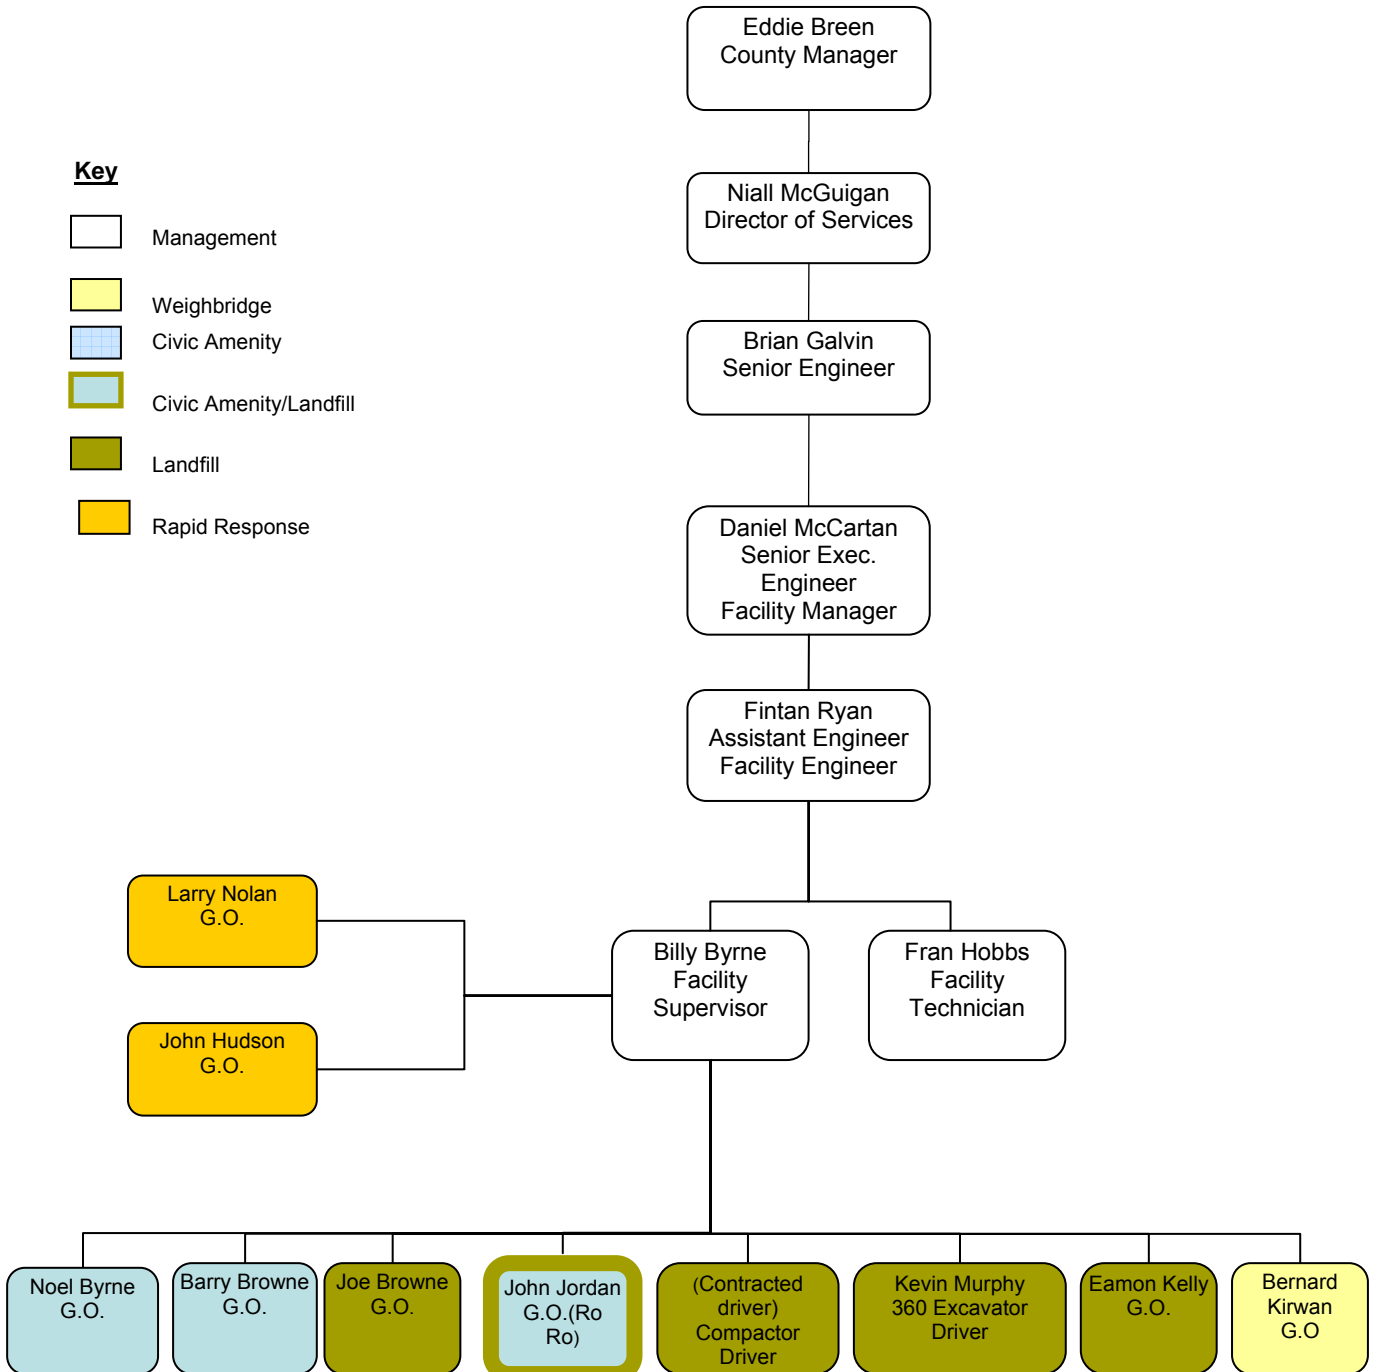 Eddie Breen
County Manager
Key
Management
Weighbridge
Civic Amenity
Civic Amenity/Landfill
Landfill
Rapid Response
Niall McGuigan
Director of Services
Brian Galvin
Senior Engineer
Daniel McCartan
Senior Exec.
Engineer
Facility Manager
Fintan Ryan
Assistant Engineer
Facility Engineer
Larry Nolan
G.O.
John Hudson
G.O.
Billy Byrne
Facility
Supervisor
Fran Hobbs
Facility
Technician
Noel Byrne
G.O.
Barry Browne
G.O.
Joe Browne
G.O.
John Jordan
G.O.(Ro
Ro)
(Contracted
driver)
Compactor
Driver
Kevin Murphy
360 Excavator
Driver
Eamon Kelly
G.O.
Bernard
Kirwan
G.O